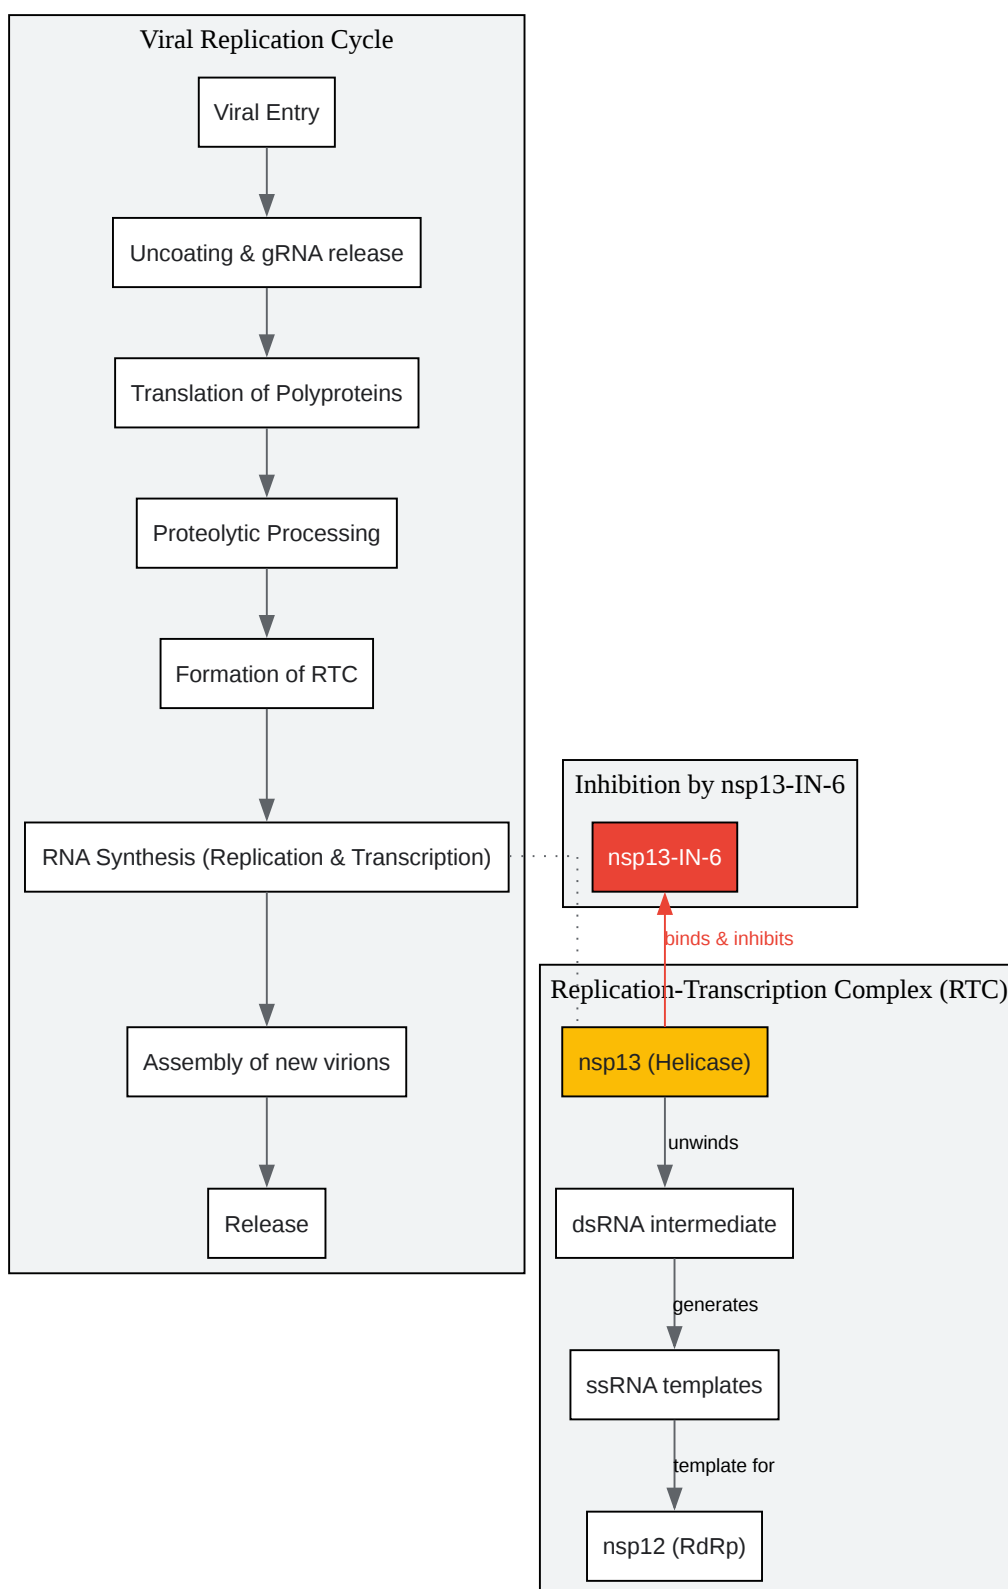 Viral Replication Cycle
Viral Entry
Uncoating & gRNA release
Translation of Polyproteins
Proteolytic Processing
Formation of RTC
RNA Synthesis (Replication & Transcription)
Assembly of new virions
Release
Inhibition by nsp13-IN-6
nsp13-IN-6
binds & inhibits
Replication-Transcription Complex (RTC)
nsp13 (Helicase)
unwinds
dsRNA intermediate
generates
ssRNA templates
template for
nsp12 (RdRp)